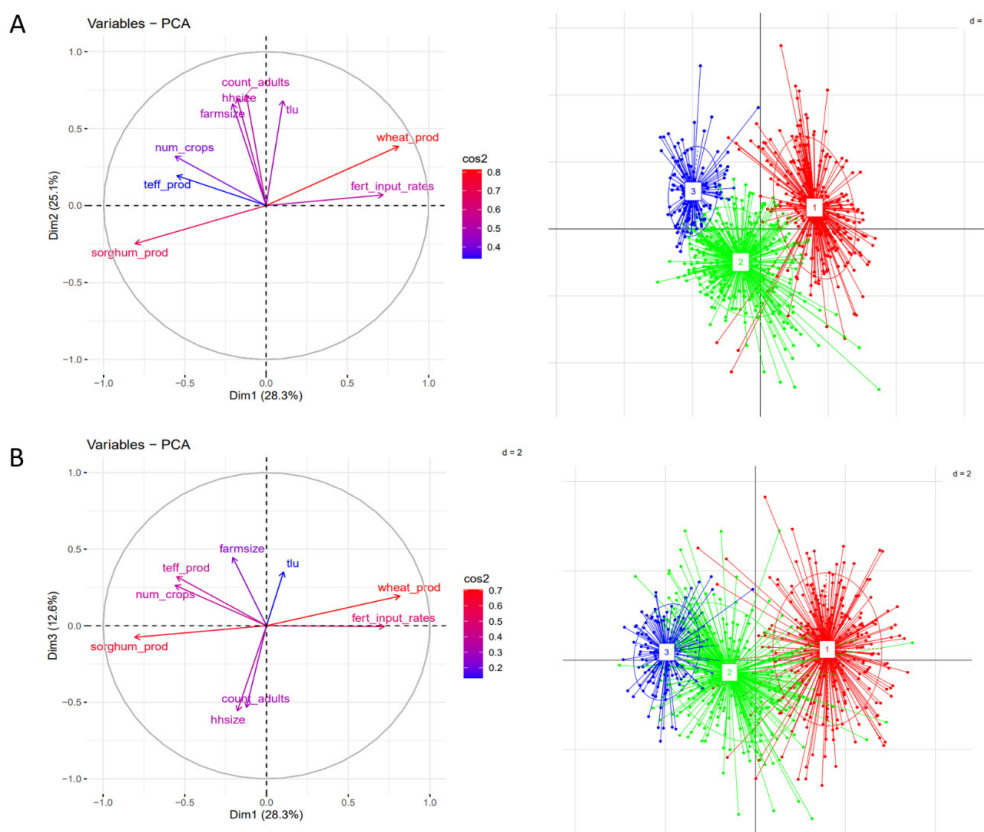 A
Variables − PCA
1.0
0.5
0.0
−0.5
−1.0
Dim2 (25.1%)
count_adults
hhsize
farmsize
tlu
num_crops
teff_prod
wheat_prod
fert_input_rates
sorghum_prod
−1.0 −0.5 0.0 0.5 1.0
Dim1 (28.3%)
cos2
0.8
0.7
0.6
0.5
0.4
d =
3
1
2
B
Variables − PCA
1.0
0.5
0.0
−0.5
−1.0
Dim3 (12.6%)
farmsize
tlu
teff_prod
num_crops
wheat_prod
fert_input_rates
sorghum_prod
count_adults
hhsize
−1.0 −0.5 0.0 0.5 1.0
Dim1 (28.3%)
cos2
0.7
0.6
0.5
0.4
0.3
0.2
d = 2
d = 2
3
2
1